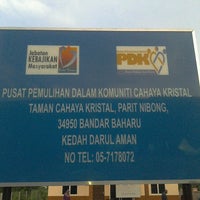 Jabatan
KEBAJIKAN
Masyarakat
PDK
PUSAT PEMULIHAN DALAM KOMUNITI CAHAYA KRISTAL
TAMAN CAHAYA KRISTAL, PARIT NIBONG,
34950 BANDAR BAHARU
KEDAH DARUL AMAN
NO TEL: 05-7178072